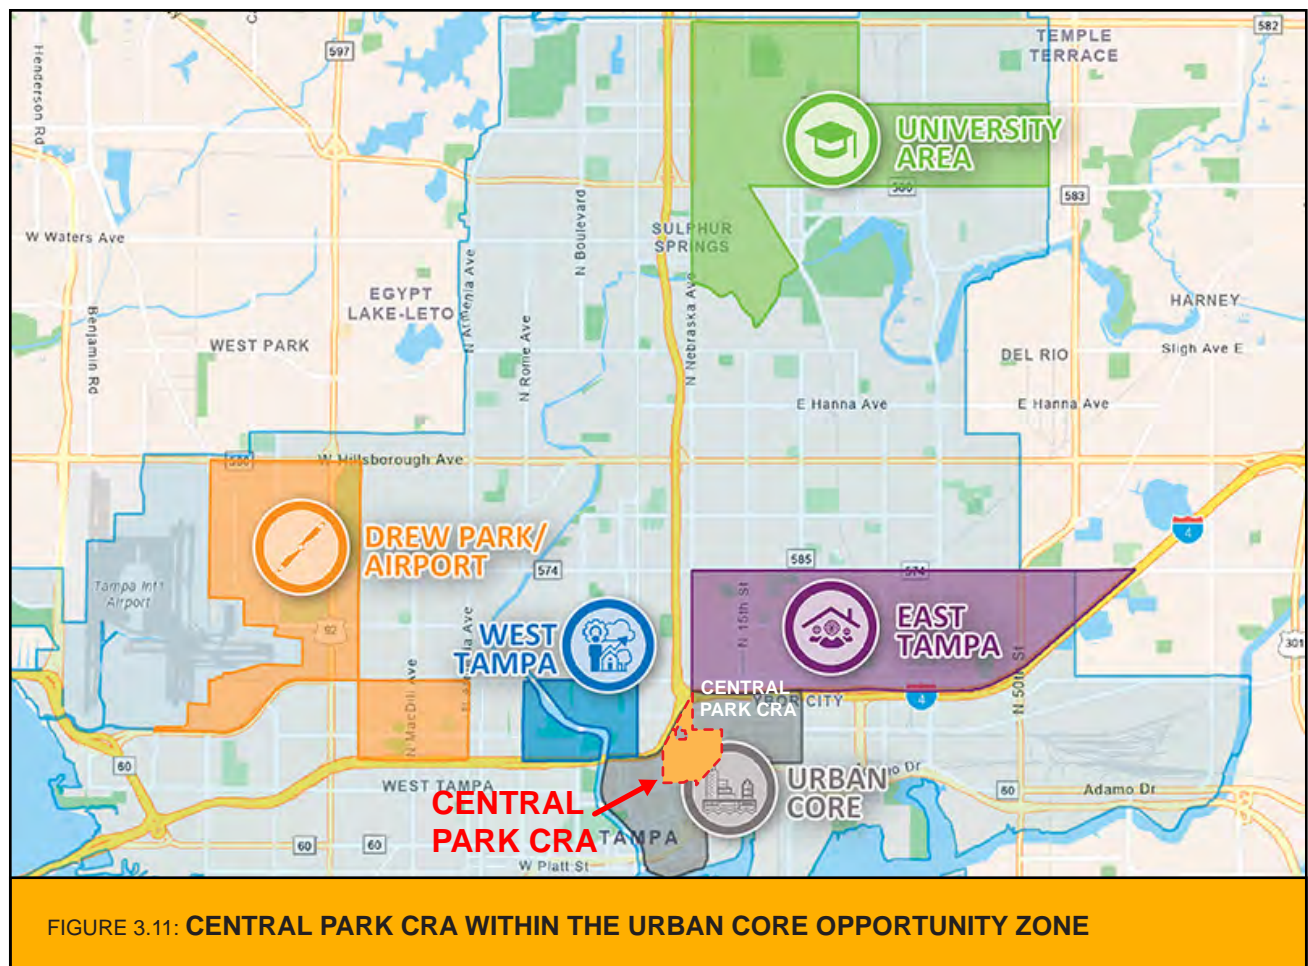 597
582
TEMPLE
TERRACE
Henderson Rd
UNIVERSITY
AREA
580
583
N Boulevard
SULPHUR
SPRINGS
W Waters Ave
N Armenia Ave
EGYPT
LAKE-LETO
N Nebraska Ave
HARNEY
Benjamin Rd
WEST PARK
N Rome Ave
DEL RIO
Sligh Ave E
E Hanna Ave
E Hanna Ave
W Hillsborough Ave
DREW PARK/
AIRPORT
4
585
574
574
Tampa Int'l
Airport
N 15th St
EAST
TAMPA
WEST
TAMPA
92
301
N MacDill Ave
N 50th St
CENTRAL
PARK CRA
YBOR CITY
4
60
WEST TAMPA
URBAN
CORE
60
Adamo Dr
CENTRAL
PARK CRA
TAMPA
60
60
W Platt St
FIGURE 3.11: CENTRAL PARK CRA WITHIN THE URBAN CORE OPPORTUNITY ZONE